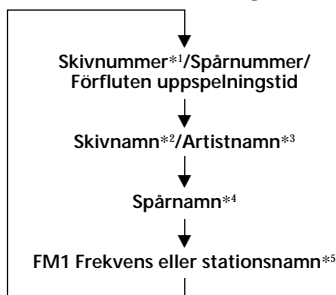 Skivnummer*1/Spårnummer/
Förfluten uppspelningstid
Skivnamn*2/Artistnamn*3
Spårnamn*4
FM1 Frekvens eller stationsnamn*5